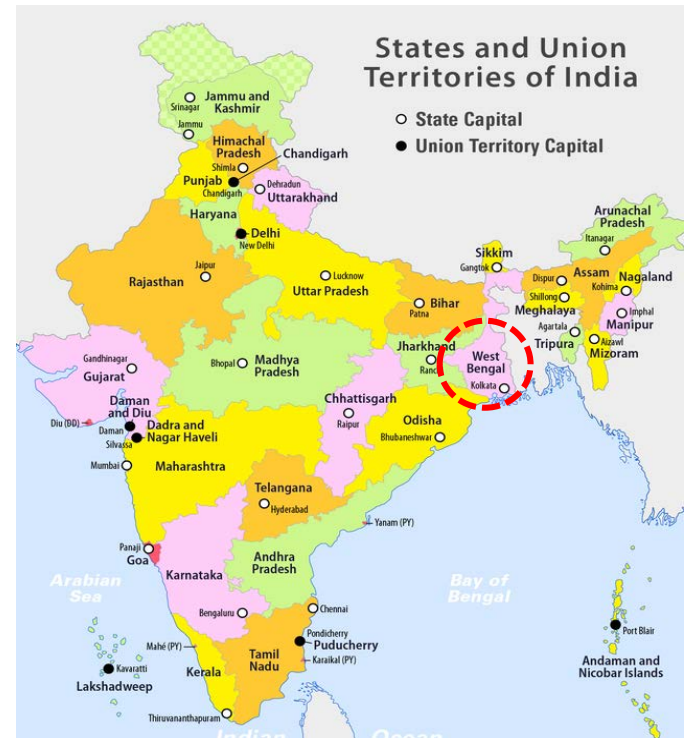 States and Union
Territories of India
State Capital
Union Territory Capital
Jammu and
Kashmir
Srinagar
Jammu
Himachal
Pradesh
Shimla
Chandigarh
Punjab
Chandigarh
Dehradun
Uttarakhand
Haryana
Delhi
New Delhi
Arunachal
Pradesh
Itanagar
Sikkim
Gangtok
Dispur
Assam
Nagaland
Kohima
Shillong
Meghalaya
Imphal
Manipur
Agartala
Tripura
Aizawl
Mizoram
Jaipur
Rajasthan
Lucknow
Uttar Pradesh
Bihar
Patna
Jharkhand
West
Bengal
Kolkata
Gandhinagar
Gujarat
Bhopal
Madhya
Pradesh
Chhattisgarh
Raipur
Odisha
Bhubaneshwar
Daman
and Diu
Diu (DD)
Daman
Dadra and
Nagar Haveli
Silvassa
Mumbai
Maharashtra
Telangana
Hyderabad
Yanam (PY)
Panaji
Goa
Karnataka
Andhra
Pradesh
Arabian
Sea
Bay of
Bengal
Bengaluru
Chennai
Pondicherry
Puducherry
Mahé (PY)
Karaikal (PY)
Tamil
Nadu
Kerala
Kavaratti
Lakshadweep
Port Blair
Andaman and
Nicobar Islands
Thiruvananthapuram
Indian Ocean